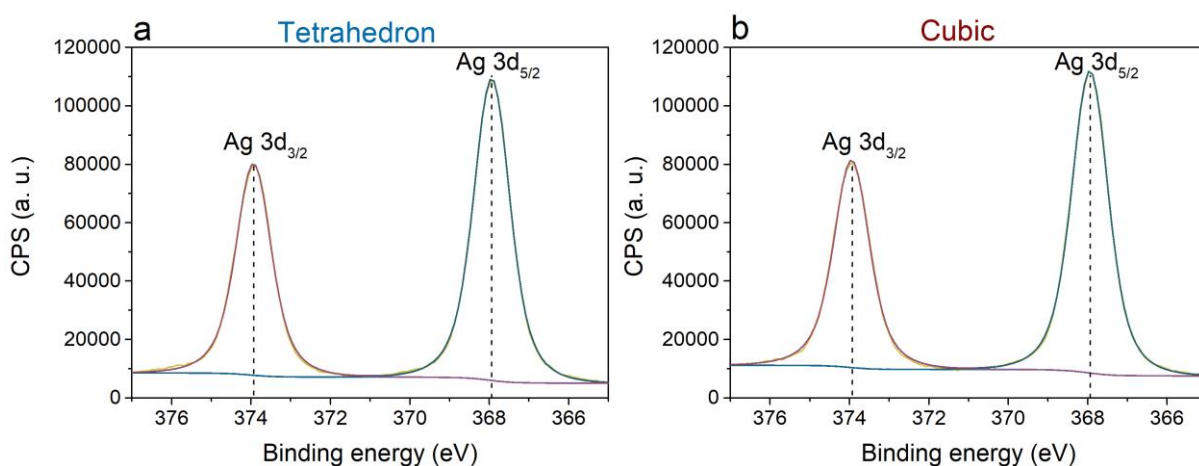 a
Tetrahedron
120000
100000
80000
60000
40000
20000
0
CPS (a. u.)
Ag 3d3/2
Ag 3d5/2
376 374 372 370 368 366
Binding energy (eV)
b
Cubic
120000
100000
80000
60000
40000
20000
0
CPS (a. u.)
Ag 3d3/2
Ag 3d5/2
376 374 372 370 368 366
Binding energy (eV)